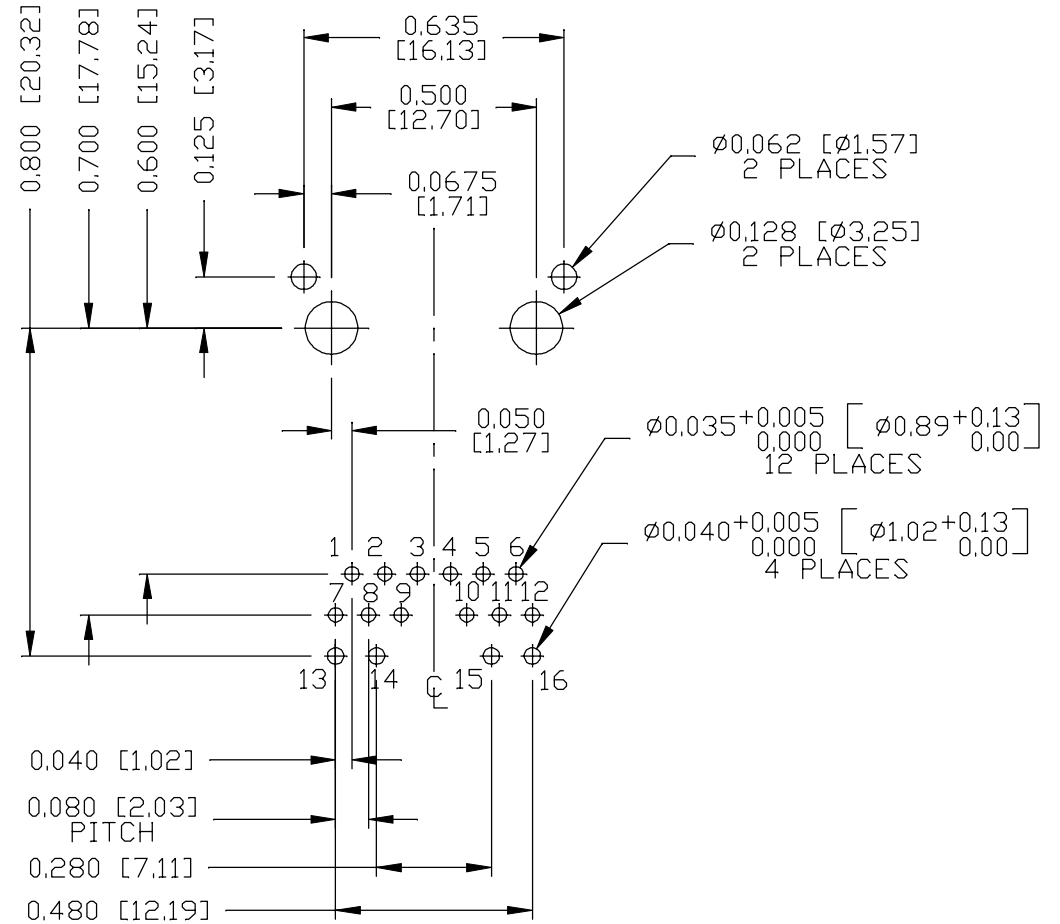 0.800 [20.32]
0.700 [17.78]
0.600 [15.24]
0.125 [3.17]
0.635
[16.13]
0.500
[12.70]
0.0675
[1.71]
Ø0.062 [Ø1.57]
2 PLACES
Ø0.128 [Ø3.25]
2 PLACES
0.050
[1.27]
Ø0.035+0.005 [ Ø0.89+0.13 ]
0.000 0.00
12 PLACES
Ø0.040+0.005 [ Ø1.02+0.13 ]
0.000 0.00
4 PLACES
1 2 3 4 5 6
7 8 9 10 11 12
13 14 15 16
CL
0.040 [1.02]
0.080 [2.03]
PITCH
0.280 [7.11]
0.480 [12.19]